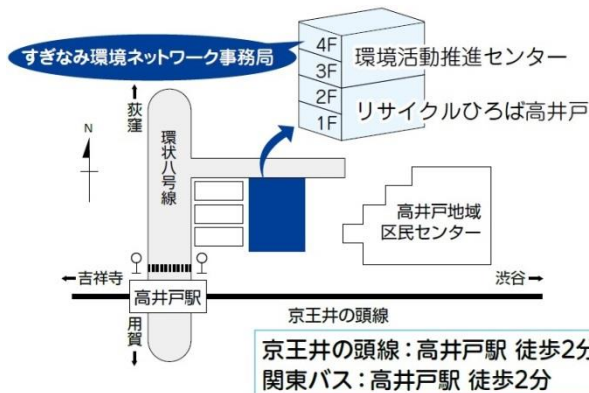 すぎなみ環境ネットワーク事務局
4F
3F
2F
1F
環境活動推進センター
リサイクルひろば高井戸
荻窪
N
環状八号線
高井戸地域
区民センター
吉祥寺
渋谷
高井戸駅
京王井の頭線
用賀
京王井の頭線：高井戸駅 徒歩2分
関東バス：高井戸駅 徒歩2分